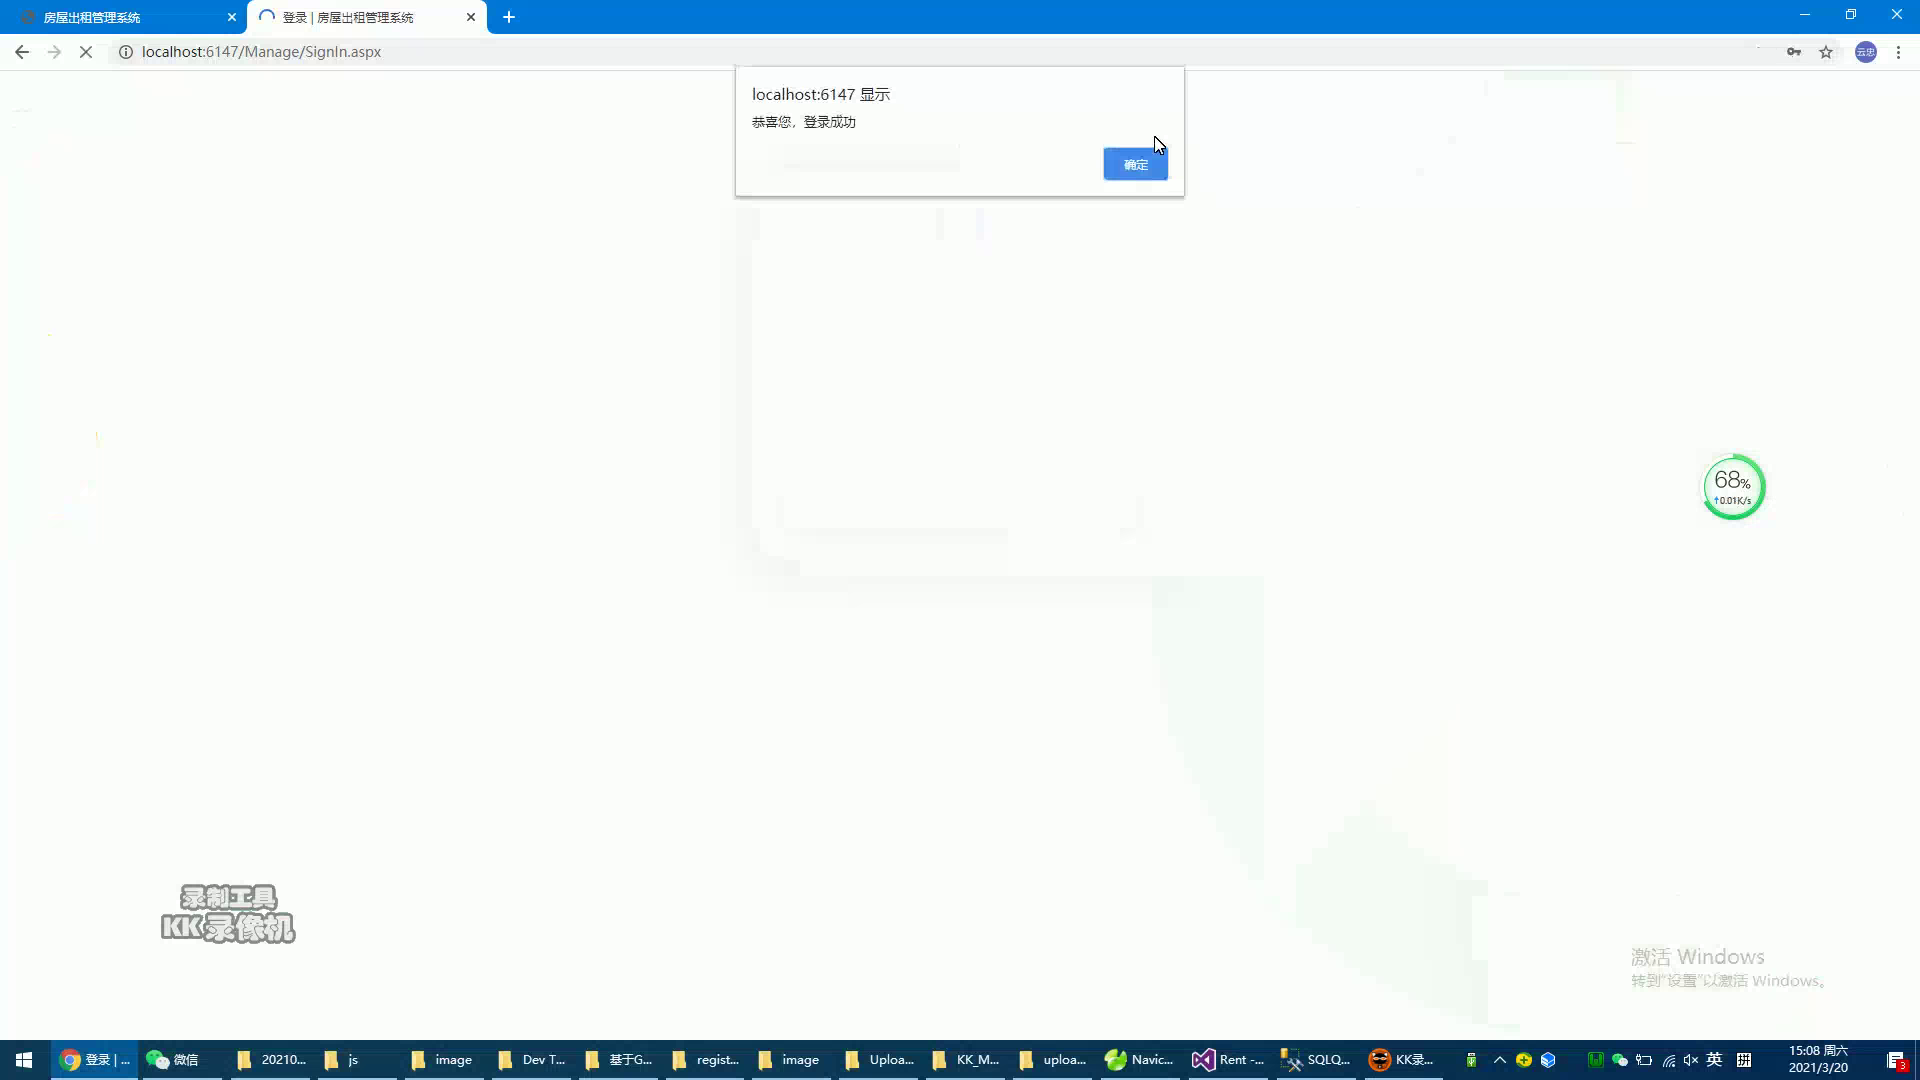 房屋出租管理系统
登录 | 房屋出租管理系统
localhost:6147/Manage/SignIn.aspx
云忠
localhost:6147 显示
恭喜您，登录成功
确定
68%
0.01K/s
录制工具
KK录像机
激活 Windows
转到“设置”以激活 Windows。
登录 | ...
微信
20210...
js
image
Dev T...
基于G...
regist...
image
Uploa...
KK_M...
uploa...
Navic...
Rent -...
SQLQ...
KK录...
英
拼
15:08 周六
2021/3/20
3